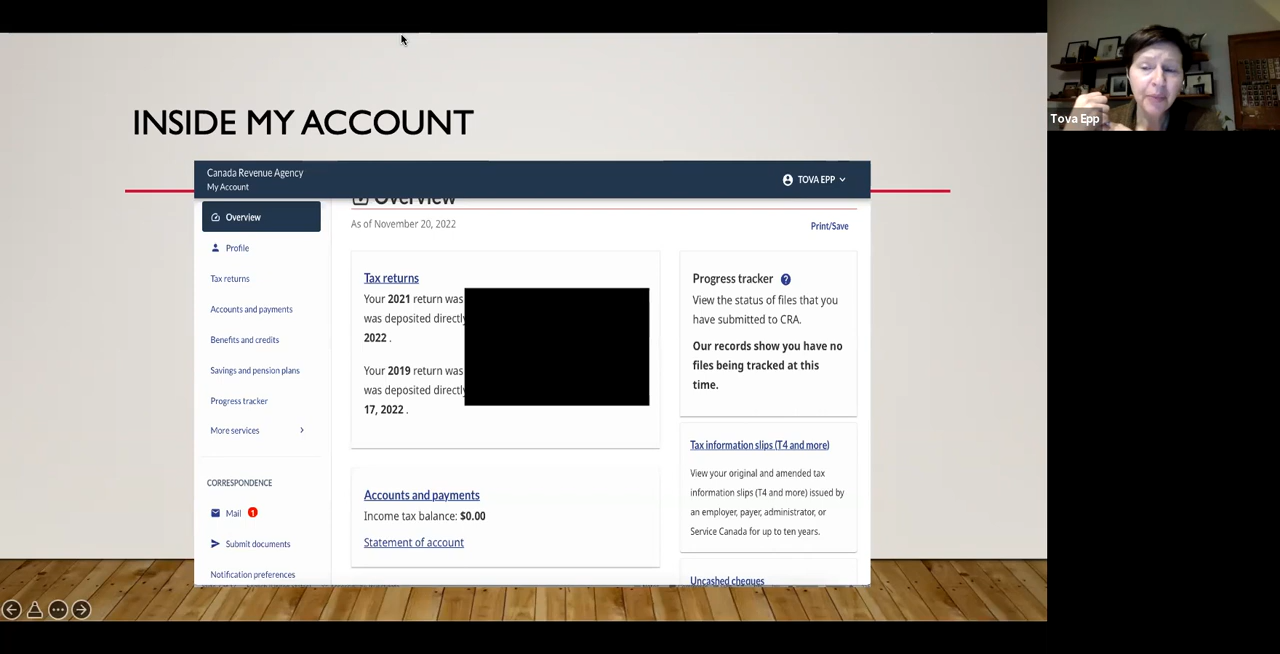 INSIDE MY ACCOUNT
Tova Epp
Canada Revenue Agency
My Account
TOVA EPP
Overview
Profile
Tax returns
Accounts and payments
Benefits and credits
Savings and pension plans
Progress tracker
More services
CORRESPONDENCE
Mail 1
Submit documents
Notification preferences
Overview
As of November 20, 2022
Print/Save
Tax returns
Your 2021 return was
was deposited directly
2022 .
Your 2019 return was
was deposited directly
17, 2022 .
Accounts and payments
Income tax balance: $0.00
Statement of account
Progress tracker ?
View the status of files that you
have submitted to CRA.
Our records show you have no
files being tracked at this
time.
Tax information slips (T4 and more)
View your original and amended tax
information slips (T4 and more) issued by
an employer, payer, administrator, or
Service Canada for up to ten years.
Uncashed cheques